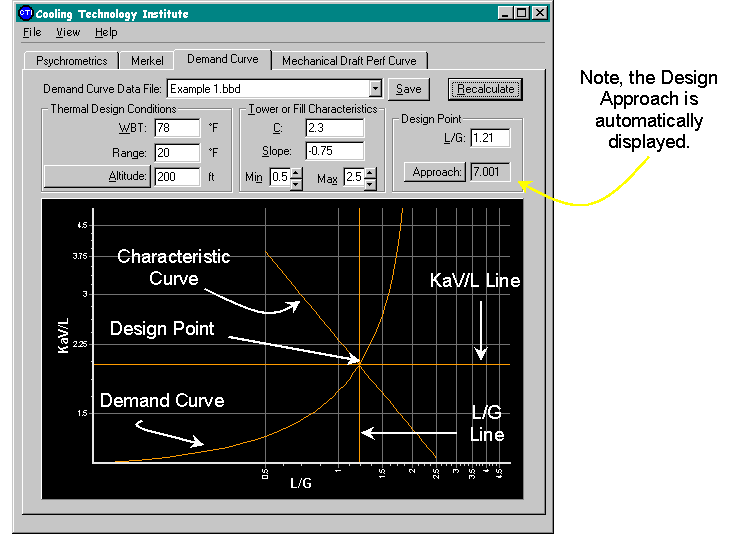 CTI Cooling Technology Institute
File View Help
Psychrometrics Merkel Demand Curve Mechanical Draft Perf Curve
Demand Curve Data File: Example 1.bbd Save Recalculate
Thermal Design Conditions
WBT: 78 °F
Range: 20 °F
Altitude: 200 ft
Tower or Fill Characteristics
C: 2.3
Slope: -0.75
Min 0.5 Max 2.5
Design Point
L/G: 1.21
Approach: 7.001
Note, the Design
Approach is
automatically
displayed.
4.5
3.75
3
2.25
1.5
KaV/L
Characteristic
Curve
Design Point
Demand Curve
KaV/L Line
L/G
Line
0.5 1 1.5 2 2.5 3 3.5 4 4.5
L/G